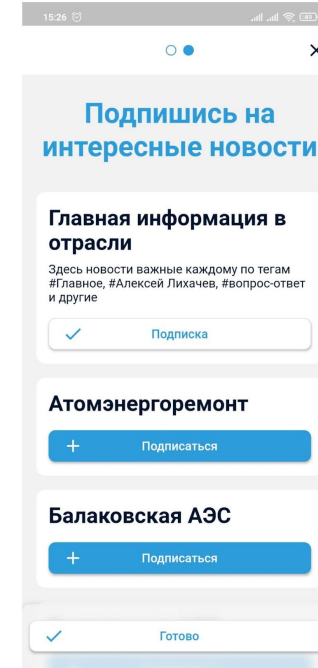 15:26
Подпишись на
интересные новости
Главная информация в
отрасли
Здесь новости важные каждому по тегам
#Главное, #Алексей Лихачев, #вопрос-ответ
и другие
Подписка
Атомэнергоремонт
Подписаться
Балаковская АЭС
Подписаться
Готово